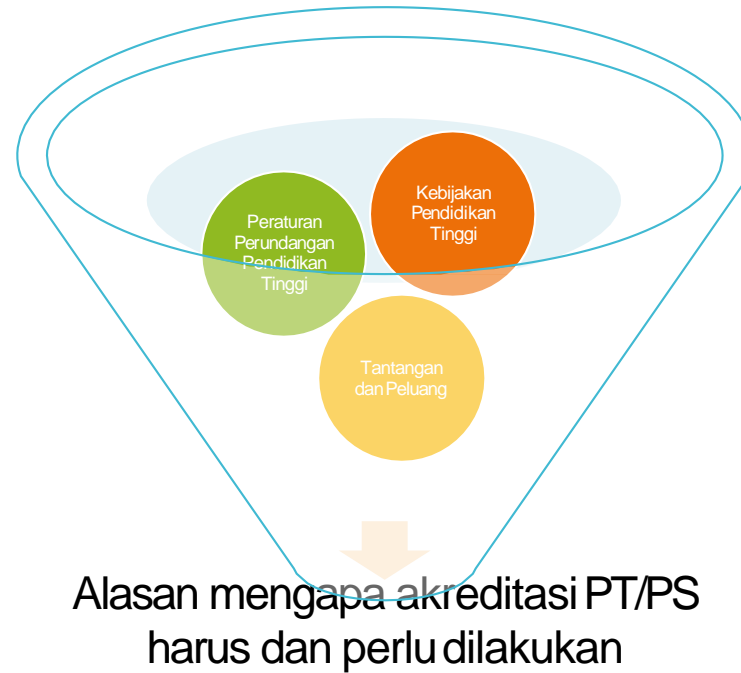 Peraturan
Perundangan
Pendidikan
Tinggi
Kebijakan
Pendidikan
Tinggi
Tantangan
dan Peluang
Alasan mengapa akreditasi PT/PS
harus dan perlu dilakukan